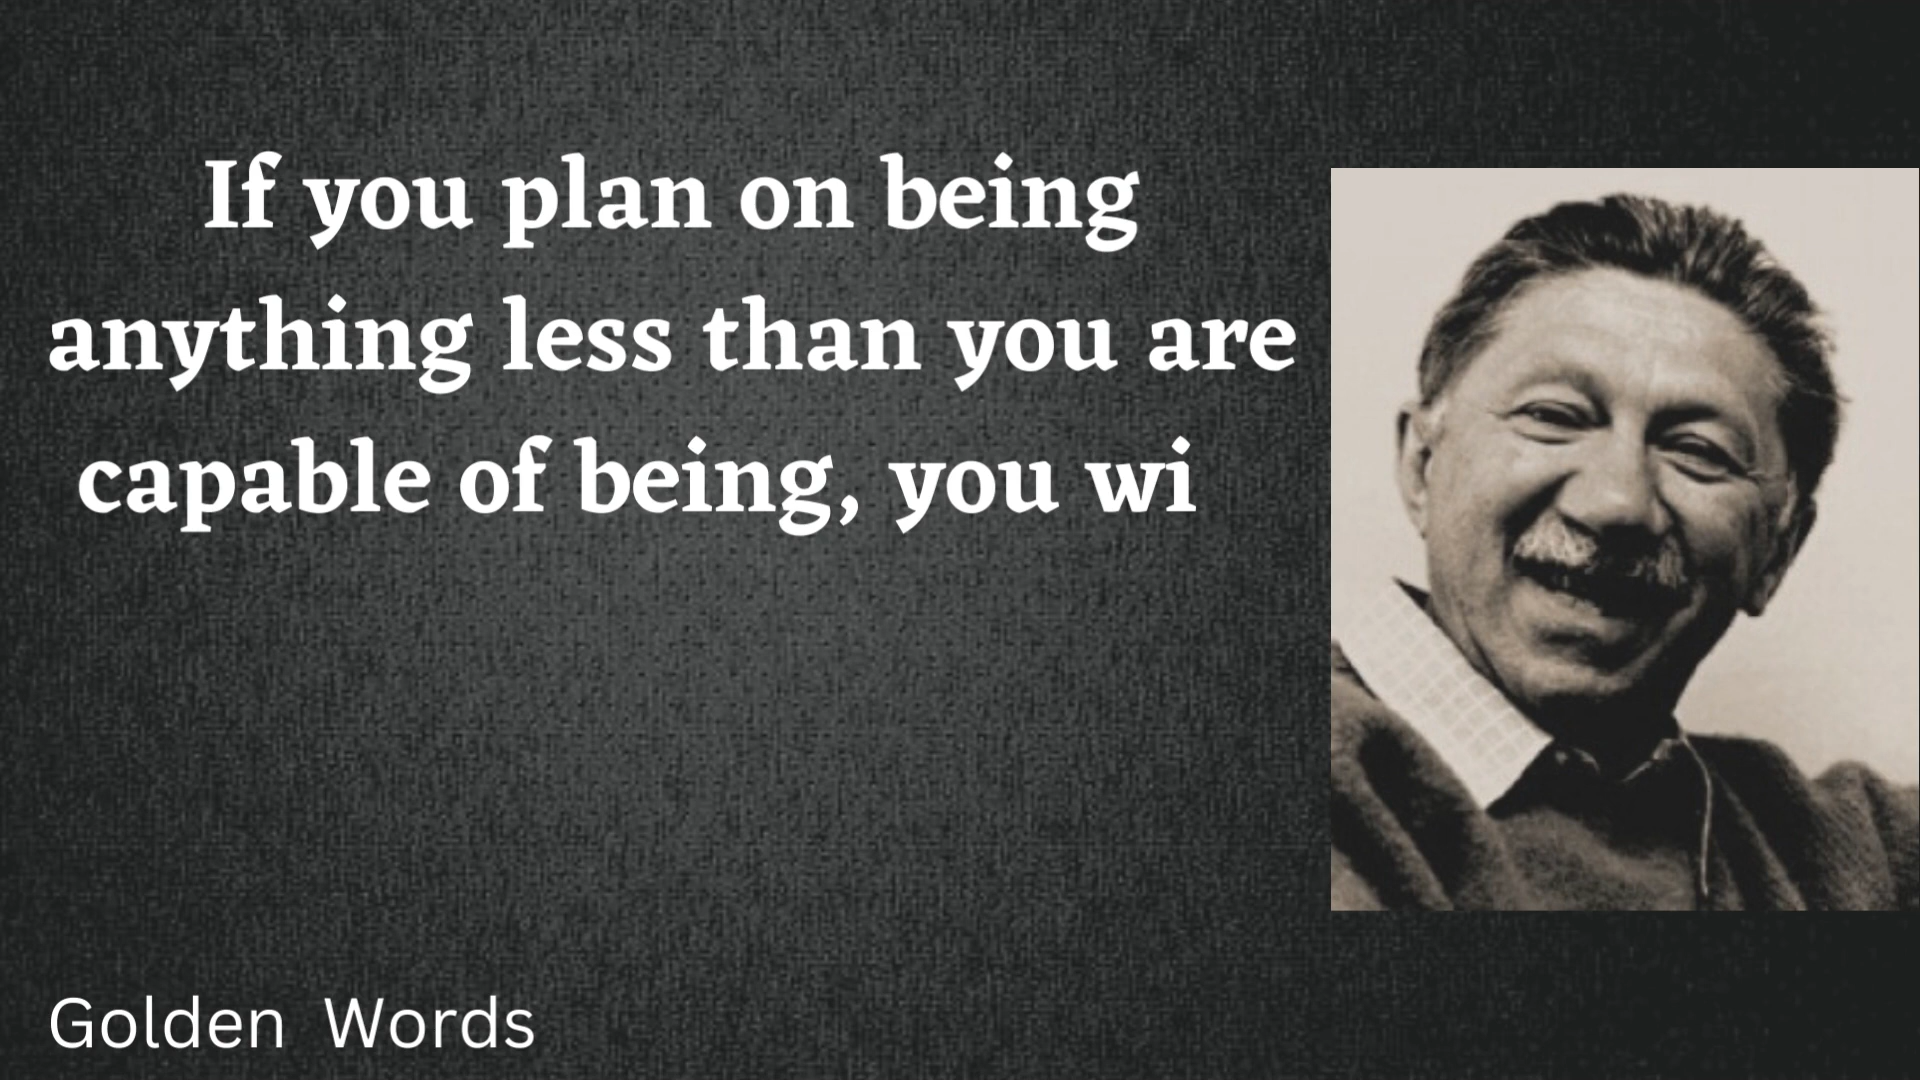 If you plan on being
anything less than you are
capable of being, you wi
Golden Words